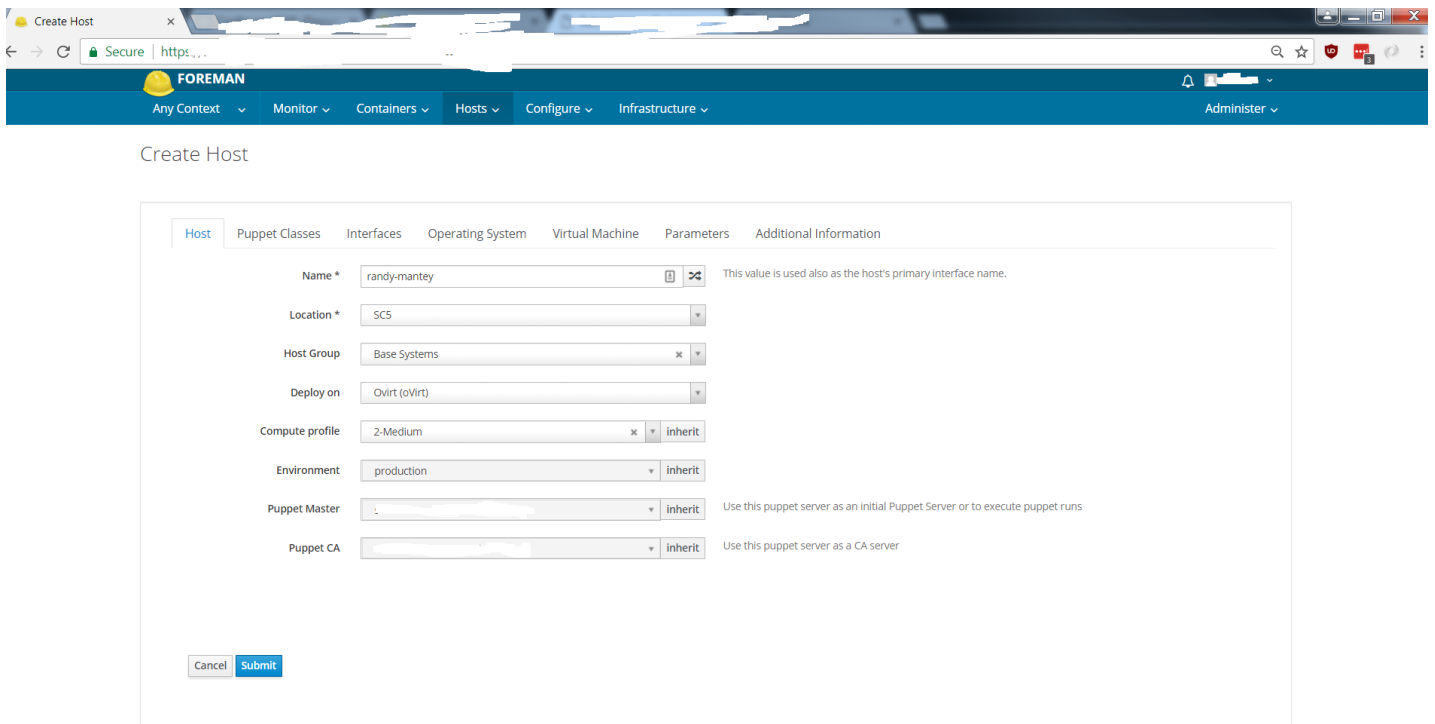 Create Host
Secure https:
FOREMAN
Any Context Monitor Containers Hosts Configure Infrastructure Administer
Create Host
Host Puppet Classes Interfaces Operating System Virtual Machine Parameters Additional Information
Name * randy-mantey This value is used also as the host's primary interface name.
Location * SC5
Host Group Base Systems
Deploy on Ovirt (oVirt)
Compute profile 2-Medium inherit
Environment production inherit
Puppet Master inherit Use this puppet server as an initial Puppet Server or to execute puppet runs
Puppet CA inherit Use this puppet server as a CA server
Cancel Submit